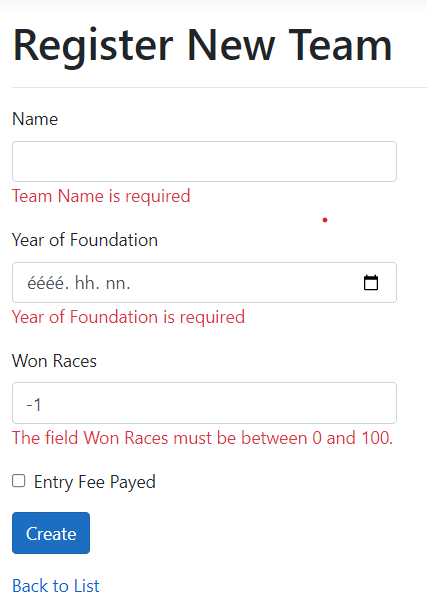 Register New Team
Name
Team Name is required
Year of Foundation
éééé. hh. nn.
Year of Foundation is required
Won Races
-1
The field Won Races must be between 0 and 100.
Entry Fee Payed
Create
Back to List